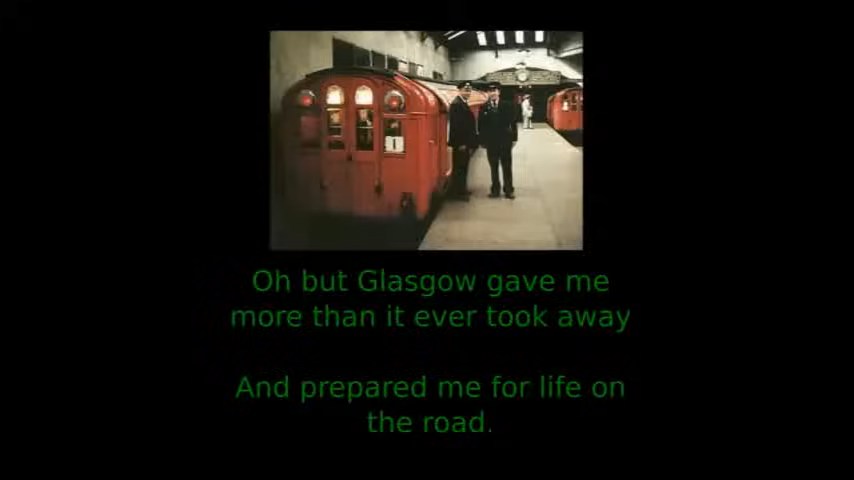 1
Oh but Glasgow gave me
more than it ever took away
And prepared me for life on
the road.